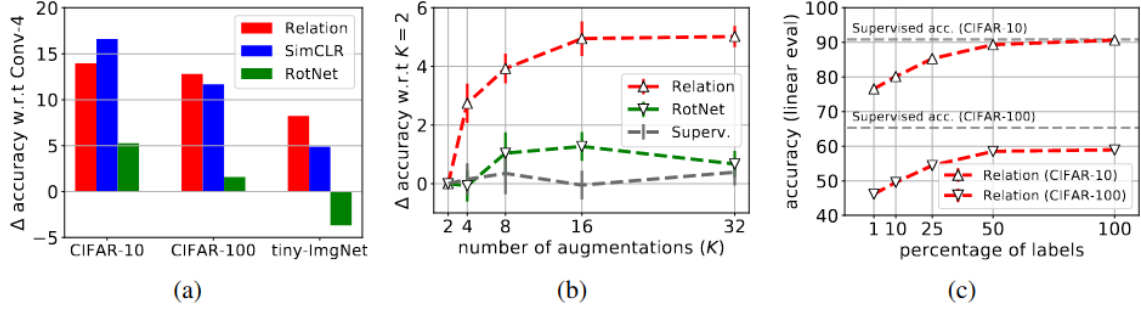 Δ accuracy w.r.t Conv-4
20
15
10
5
0
−5
Relation
SimCLR
RotNet
CIFAR-10 CIFAR-100 tiny-ImgNet
(a)
Δ accuracy w.r.t K = 2
6
4
2
0
Relation
RotNet
Superv.
2 4 8 16 32
number of augmentations (K)
(b)
accuracy (linear eval)
100
90
80
70
60
50
40
Supervised acc. (CIFAR-10)
Supervised acc. (CIFAR-100)
Relation (CIFAR-10)
Relation (CIFAR-100)
1 10 25 50 100
percentage of labels
(c)